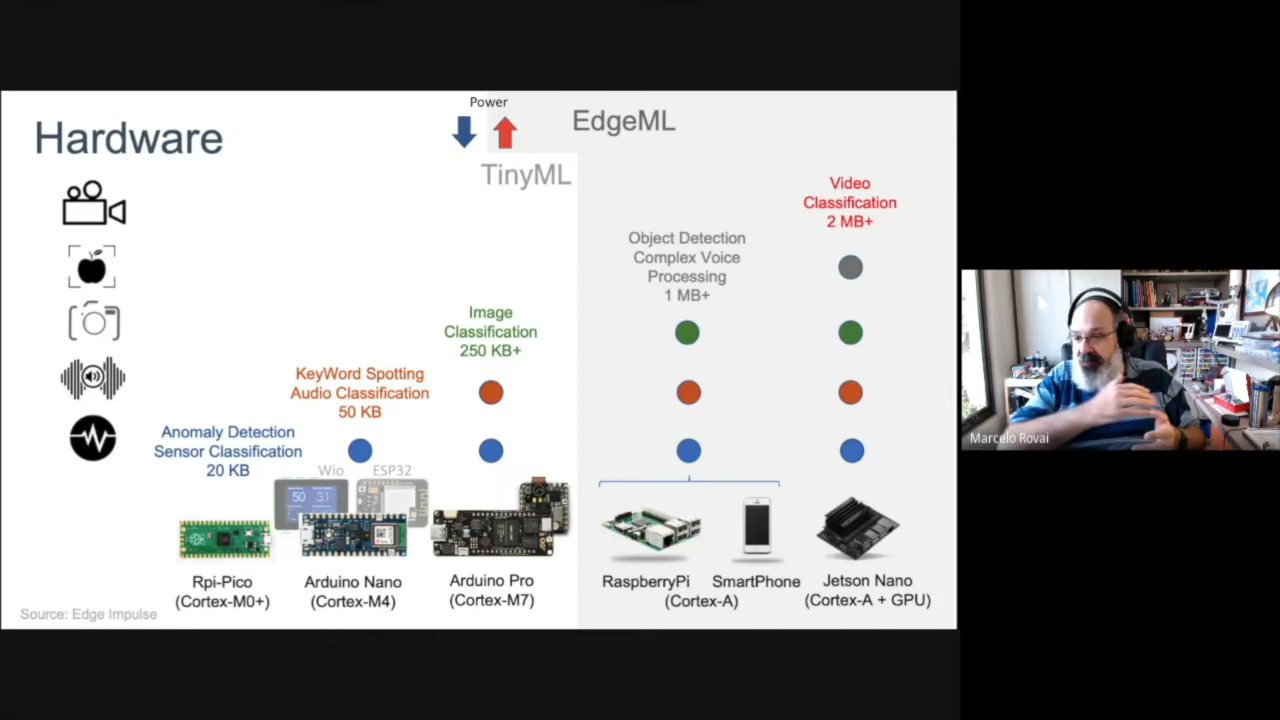 Power
Hardware
EdgeML
TinyML
Video
Classification
2 MB+
Object Detection
Complex Voice
Processing
1 MB+
Image
Classification
250 KB+
KeyWord Spotting
Audio Classification
50 KB
Anomaly Detection
Sensor Classification
20 KB
Wio
ESP32
50 31
Rpi-Pico
(Cortex-M0+)
Arduino Nano
(Cortex-M4)
Arduino Pro
(Cortex-M7)
RaspberryPi
SmartPhone
(Cortex-A)
Jetson Nano
(Cortex-A + GPU)
Source: Edge Impulse
Marcelo Rovai